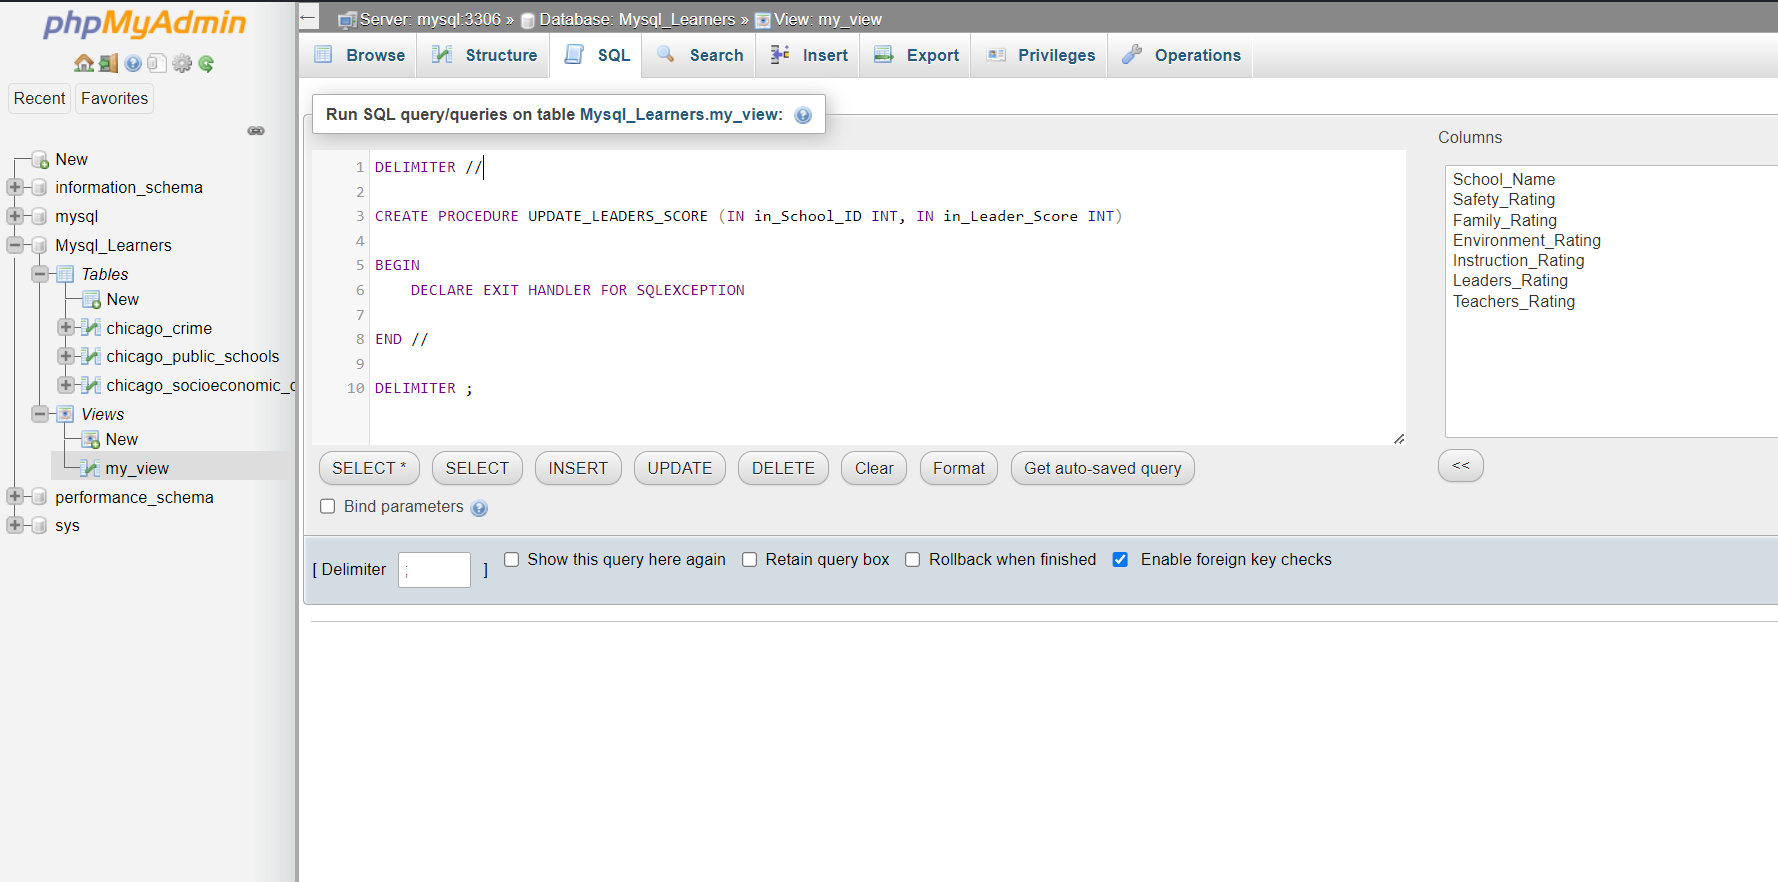 phpMyAdmin
Recent
Favorites
New
information_schema
mysql
Mysql_Learners
Tables
New
chicago_crime
chicago_public_schools
chicago_socioeconomic_
Views
New
my_view
performance_schema
sys
Server: mysql:3306 » Database: Mysql_Learners » View: my_view
Browse
Structure
SQL
Search
Insert
Export
Privileges
Operations
Run SQL query/queries on table Mysql_Learners.my_view:
1 DELIMITER //
2
3 CREATE PROCEDURE UPDATE_LEADERS_SCORE (IN in_School_ID INT, IN in_Leader_Score INT)
4
5 BEGIN
6 DECLARE EXIT HANDLER FOR SQLEXCEPTION
7
8 END //
9
10 DELIMITER ;
SELECT *
SELECT
INSERT
UPDATE
DELETE
Clear
Format
Get auto-saved query
Bind parameters
Columns
School_Name
Safety_Rating
Family_Rating
Environment_Rating
Instruction_Rating
Leaders_Rating
Teachers_Rating
<<
[ Delimiter ; ]
Show this query here again
Retain query box
Rollback when finished
Enable foreign key checks